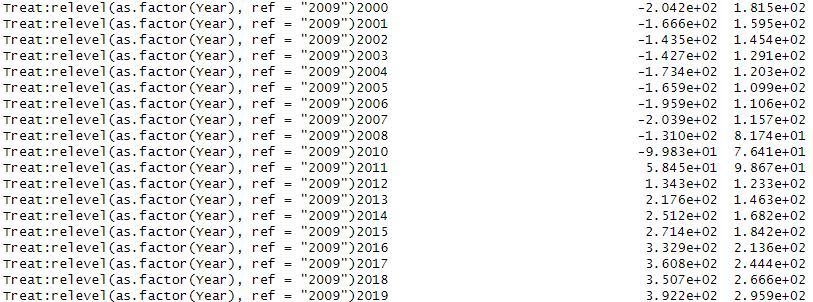 Treat:relevel(as.factor(Year), ref = "2009")2000 -2.042e+02 1.815e+02
Treat:relevel(as.factor(Year), ref = "2009")2001 -1.666e+02 1.595e+02
Treat:relevel(as.factor(Year), ref = "2009")2002 -1.435e+02 1.454e+02
Treat:relevel(as.factor(Year), ref = "2009")2003 -1.427e+02 1.291e+02
Treat:relevel(as.factor(Year), ref = "2009")2004 -1.734e+02 1.203e+02
Treat:relevel(as.factor(Year), ref = "2009")2005 -1.659e+02 1.099e+02
Treat:relevel(as.factor(Year), ref = "2009")2006 -1.959e+02 1.106e+02
Treat:relevel(as.factor(Year), ref = "2009")2007 -2.039e+02 1.157e+02
Treat:relevel(as.factor(Year), ref = "2009")2008 -1.310e+02 8.174e+01
Treat:relevel(as.factor(Year), ref = "2009")2010 -9.983e+01 7.641e+01
Treat:relevel(as.factor(Year), ref = "2009")2011 5.845e+01 9.867e+01
Treat:relevel(as.factor(Year), ref = "2009")2012 1.343e+02 1.233e+02
Treat:relevel(as.factor(Year), ref = "2009")2013 2.176e+02 1.463e+02
Treat:relevel(as.factor(Year), ref = "2009")2014 2.512e+02 1.682e+02
Treat:relevel(as.factor(Year), ref = "2009")2015 2.714e+02 1.842e+02
Treat:relevel(as.factor(Year), ref = "2009")2016 3.329e+02 2.136e+02
Treat:relevel(as.factor(Year), ref = "2009")2017 3.608e+02 2.444e+02
Treat:relevel(as.factor(Year), ref = "2009")2018 3.507e+02 2.666e+02
Treat:relevel(as.factor(Year), ref = "2009")2019 3.922e+02 2.959e+02